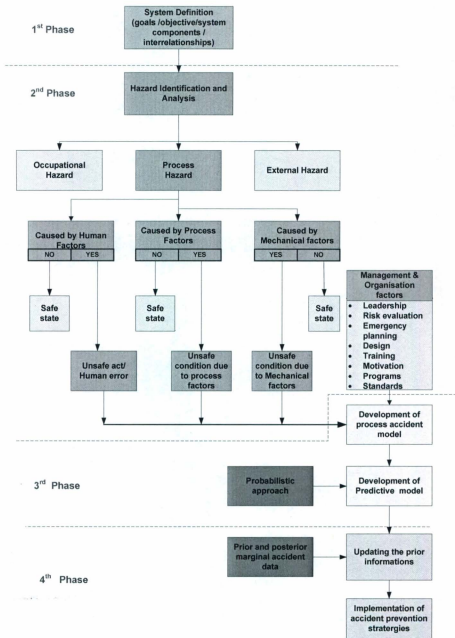 1st Phase
System Definition
(goals /objective/system
components /
interrelationships)
2nd Phase
Hazard Identification and
Analysis
Occupational
Hazard
Process
Hazard
External Hazard
Caused by Human
Factors
NO
YES
Caused by Process
Factors
NO
YES
Caused by
Mechanical factors
YES
NO
Safe
state
Safe
state
Safe
state
Management &
Organisation
factors
• Leadership
• Risk evaluation
• Emergency
planning
• Design
• Training
• Motivation
• Programs
• Standards
Unsafe act/
Human error
Unsafe
condition due
to process
factors
Unsafe
condition due
to Mechanical
factors
Development of
process accident
model
3rd Phase
Probabilistic
approach
Development of
Predictive model
4th Phase
Prior and posterior
marginal accident
data
Updating the prior
informations
Implementation of
accident prevention
stratergies